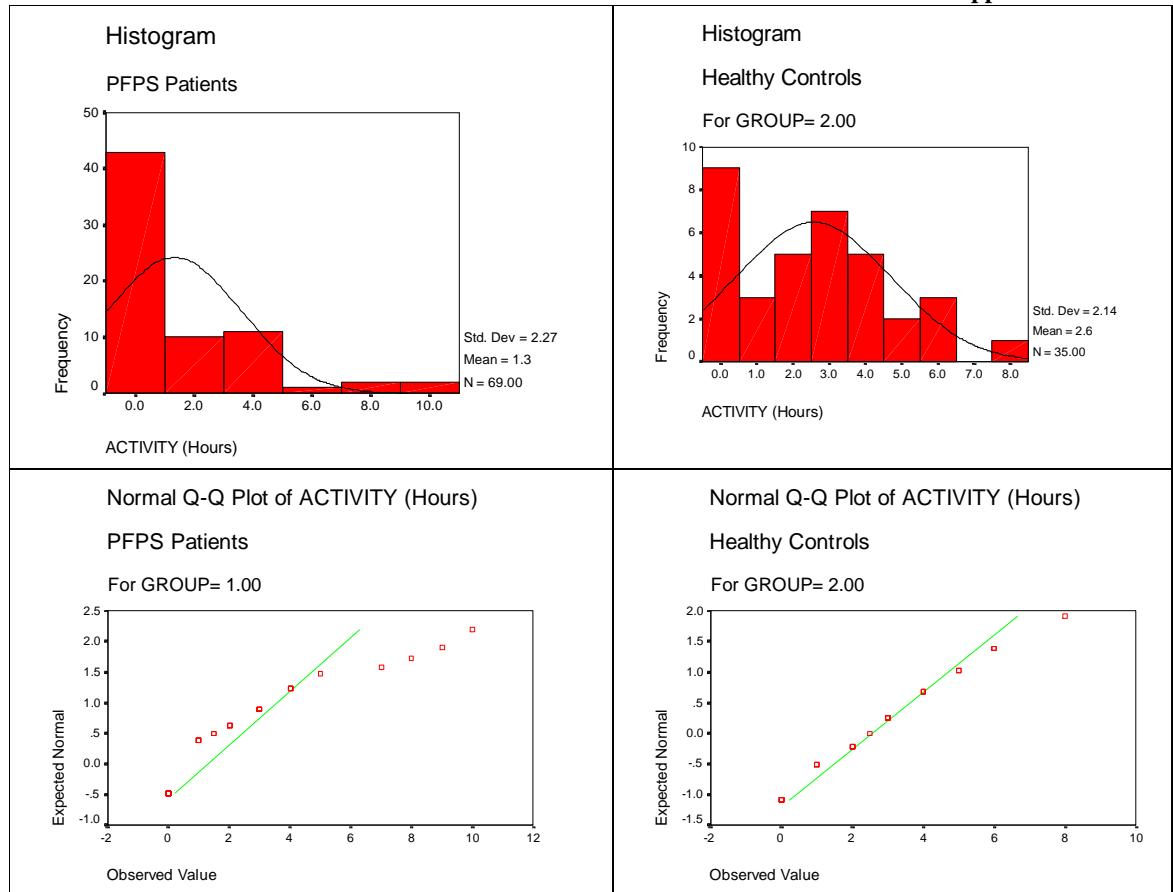 Histogram
PFPS Patients
50
40
30
20
10
0
Frequency
0.0 2.0 4.0 6.0 8.0 10.0
Std. Dev = 2.27
Mean = 1.3
N = 69.00
ACTIVITY (Hours)
Histogram
Healthy Controls
For GROUP= 2.00
10
8
6
4
2
0
Frequency
0.0 1.0 2.0 3.0 4.0 5.0 6.0 7.0 8.0
Std. Dev = 2.14
Mean = 2.6
N = 35.00
ACTIVITY (Hours)
Normal Q-Q Plot of ACTIVITY (Hours)
PFPS Patients
For GROUP= 1.00
2.5
2.0
1.5
1.0
.5
0.0
-.5
-1.0
Expected Normal
-2 0 2 4 6 8 10 12
Observed Value
Normal Q-Q Plot of ACTIVITY (Hours)
Healthy Controls
For GROUP= 2.00
2.0
1.5
1.0
.5
0.0
-.5
-1.0
-1.5
Expected Normal
-2 0 2 4 6 8 10
Observed Value